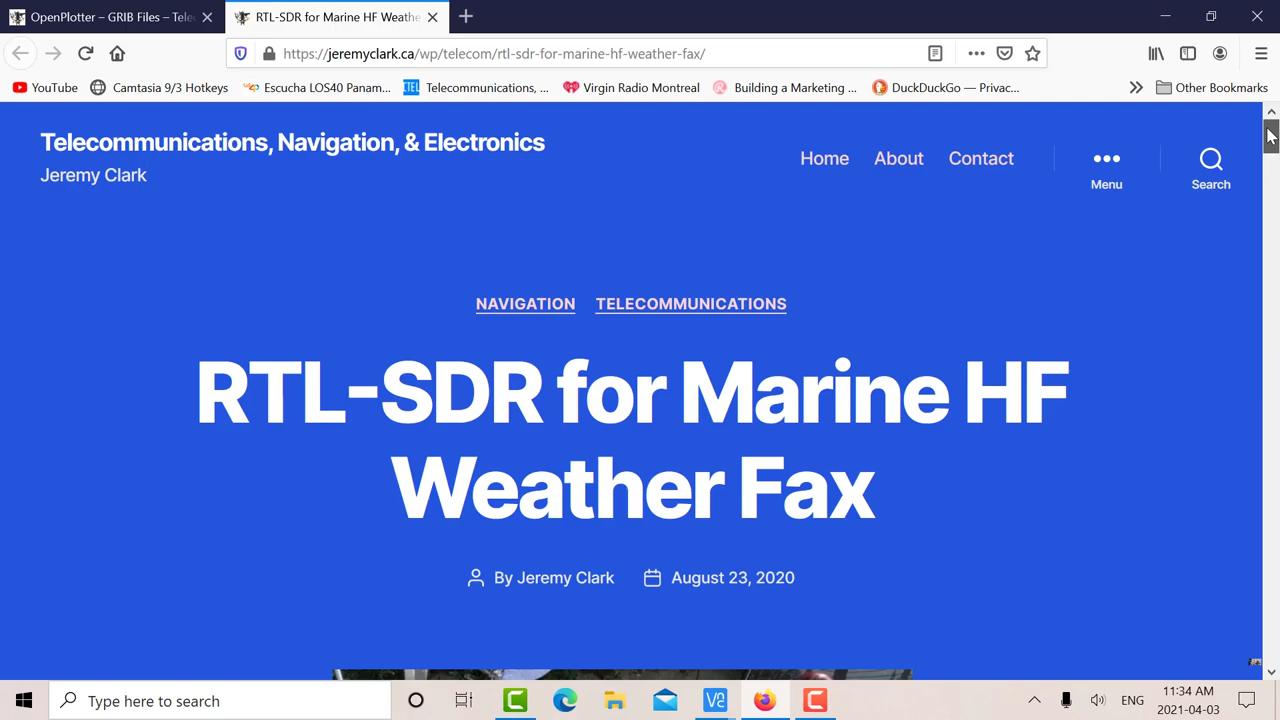 OpenPlotter – GRIB Files – Tele
RTL-SDR for Marine HF Weathe
https://jeremyclark.ca/wp/telecom/rtl-sdr-for-marine-hf-weather-fax/
YouTube
Camtasia 9/3 Hotkeys
Escucha LOS40 Panam...
Telecommunications, ...
Virgin Radio Montreal
Building a Marketing ...
DuckDuckGo — Privac...
Other Bookmarks
Telecommunications, Navigation, & Electronics
Jeremy Clark
Home About Contact
Menu
Search
NAVIGATION TELECOMMUNICATIONS
RTL-SDR for Marine HF
Weather Fax
By Jeremy Clark August 23, 2020
Type here to search
ENG
11:34 AM
2021-04-03